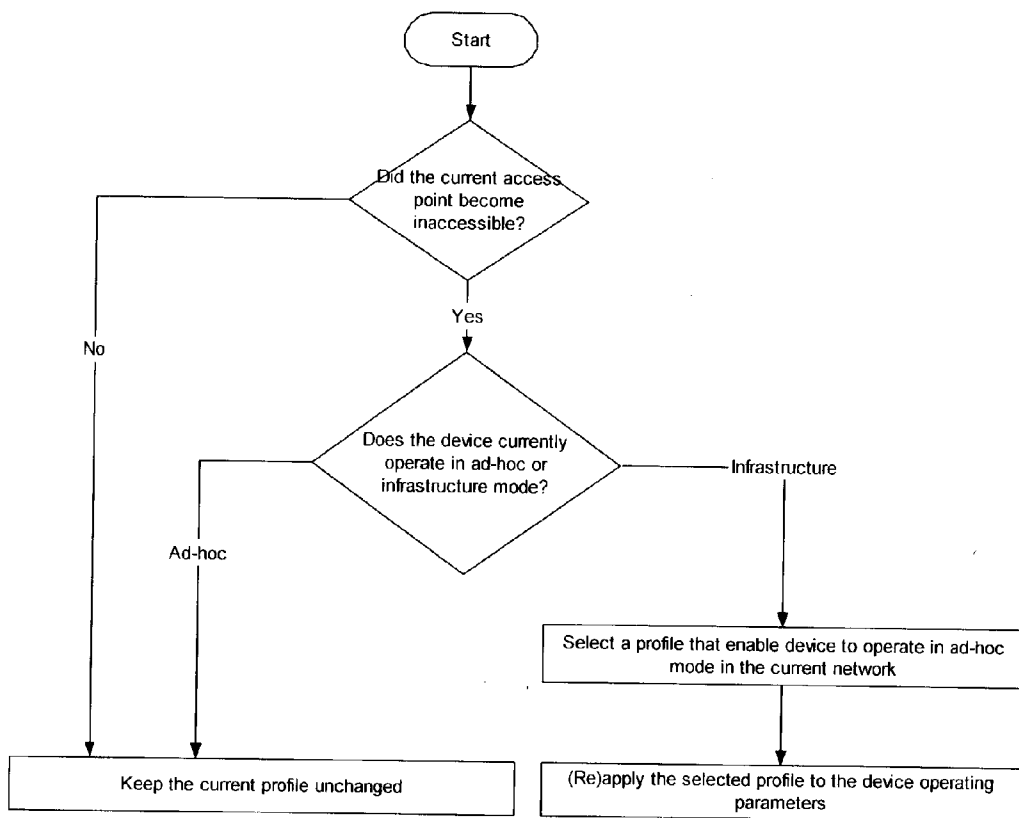 Start
Did the current access
point become
inaccessible?
Yes
No
Does the device currently
operate in ad-hoc or
infrastructure mode?
Infrastructure
Ad-hoc
Select a profile that enable device to operate in ad-hoc
mode in the current network
Keep the current profile unchanged
(Re)apply the selected profile to the device operating
parameters